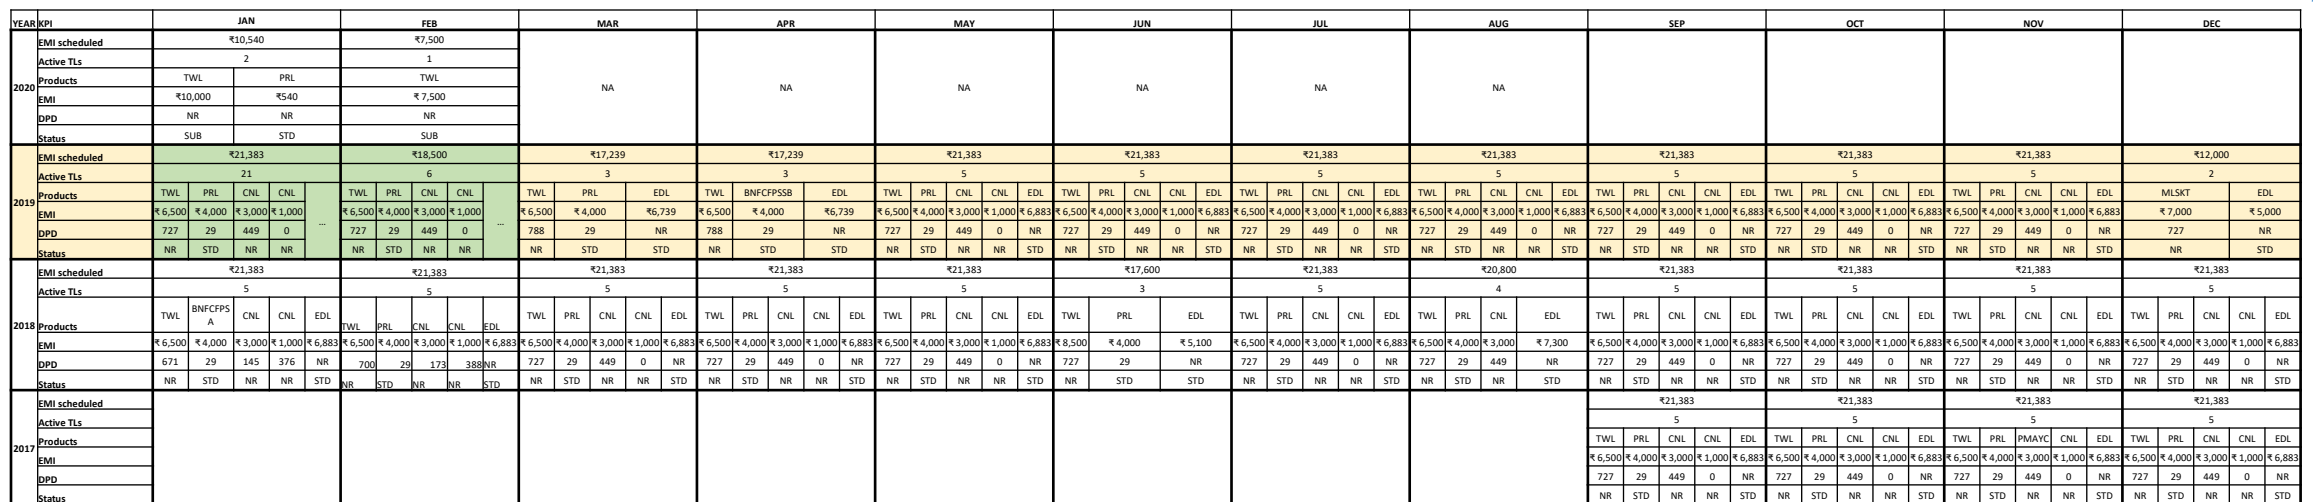 YEAR KPI JAN FEB MAR APR MAY JUN JUL AUG SEP OCT NOV DEC
EMI scheduled ₹10,540 ₹7,500
Active TLs 2 1
Products TWL PRL TWL
2020 NA NA NA NA NA NA
EMI ₹10,000 ₹540 ₹ 7,500
DPD NR NR NR
Status SUB STD SUB
EMI scheduled ₹21,383 ₹18,500 ₹17,239 ₹17,239 ₹21,383 ₹21,383 ₹21,383 ₹21,383 ₹21,383 ₹21,383 ₹21,383 ₹12,000
Active TLs 21 6 3 3 5 5 5 5 5 5 5 2
Products TWL PRL CNL CNL TWL PRL CNL CNL TWL PRL EDL TWL BNFCFPSSB EDL TWL PRL CNL CNL EDL TWL PRL CNL CNL EDL TWL PRL CNL CNL EDL TWL PRL CNL CNL EDL TWL PRL CNL CNL EDL TWL PRL CNL CNL EDL TWL PRL CNL CNL EDL MLSKT EDL
2019 EMI ₹ 6,500 ₹ 4,000 ₹ 3,000 ₹ 1,000 ... ₹ 6,500 ₹ 4,000 ₹ 3,000 ₹ 1,000 ... ₹ 6,500 ₹ 4,000 ₹6,739 ₹ 6,500 ₹ 4,000 ₹6,739 ₹ 6,500 ₹ 4,000 ₹ 3,000 ₹ 1,000 ₹ 6,883 ₹ 6,500 ₹ 4,000 ₹ 3,000 ₹ 1,000 ₹ 6,883 ₹ 6,500 ₹ 4,000 ₹ 3,000 ₹ 1,000 ₹ 6,883 ₹ 6,500 ₹ 4,000 ₹ 3,000 ₹ 1,000 ₹ 6,883 ₹ 6,500 ₹ 4,000 ₹ 3,000 ₹ 1,000 ₹ 6,883 ₹ 6,500 ₹ 4,000 ₹ 3,000 ₹ 1,000 ₹ 6,883 ₹ 6,500 ₹ 4,000 ₹ 3,000 ₹ 1,000 ₹ 6,883 ₹ 7,000 ₹ 5,000
DPD 727 29 449 0 727 29 449 0 788 29 NR 788 29 NR 727 29 449 0 NR 727 29 449 0 NR 727 29 449 0 NR 727 29 449 0 NR 727 29 449 0 NR 727 29 449 0 NR 727 29 449 0 NR 727 NR
Status NR STD NR NR NR STD NR NR NR STD STD NR STD STD NR STD NR NR STD NR STD NR NR STD NR STD NR NR STD NR STD NR NR STD NR STD NR NR STD NR STD NR NR STD NR STD NR NR STD NR STD
EMI scheduled ₹21,383 ₹21,383 ₹21,383 ₹21,383 ₹21,383 ₹17,600 ₹21,383 ₹20,800 ₹21,383 ₹21,383 ₹21,383 ₹21,383
Active TLs 5 5 5 5 5 3 5 4 5 5 5 5
2018 Products TWL BNFCFPS A CNL CNL EDL TWL PRL CNL CNL EDL TWL PRL CNL CNL EDL TWL PRL CNL CNL EDL TWL PRL CNL CNL EDL TWL PRL EDL TWL PRL CNL CNL EDL TWL PRL CNL EDL TWL PRL CNL CNL EDL TWL PRL CNL CNL EDL TWL PRL CNL CNL EDL TWL PRL CNL CNL EDL
EMI ₹ 6,500 ₹ 4,000 ₹ 3,000 ₹ 1,000 ₹ 6,883 ₹ 6,500 ₹ 4,000 ₹ 3,000 ₹ 1,000 ₹ 6,883 ₹ 6,500 ₹ 4,000 ₹ 3,000 ₹ 1,000 ₹ 6,883 ₹ 6,500 ₹ 4,000 ₹ 3,000 ₹ 1,000 ₹ 6,883 ₹ 6,500 ₹ 4,000 ₹ 3,000 ₹ 1,000 ₹ 6,883 ₹ 8,500 ₹ 4,000 ₹ 5,100 ₹ 6,500 ₹ 4,000 ₹ 3,000 ₹ 1,000 ₹ 6,883 ₹ 6,500 ₹ 4,000 ₹ 3,000 ₹ 7,300 ₹ 6,500 ₹ 4,000 ₹ 3,000 ₹ 1,000 ₹ 6,883 ₹ 6,500 ₹ 4,000 ₹ 3,000 ₹ 1,000 ₹ 6,883 ₹ 6,500 ₹ 4,000 ₹ 3,000 ₹ 1,000 ₹ 6,883 ₹ 6,500 ₹ 4,000 ₹ 3,000 ₹ 1,000 ₹ 6,883
DPD 671 29 145 376 NR 700 29 173 388 NR 727 29 449 0 NR 727 29 449 0 NR 727 29 449 0 NR 727 29 NR 727 29 449 0 NR 727 29 449 NR 727 29 449 0 NR 727 29 449 0 NR 727 29 449 0 NR 727 29 449 0 NR
Status NR STD NR NR STD NR STD NR NR STD NR STD NR NR STD NR STD NR NR STD NR STD NR NR STD NR STD STD NR STD NR NR STD NR STD NR STD NR STD NR NR STD NR STD NR NR STD NR STD NR NR STD NR STD NR NR STD
EMI scheduled ₹21,383 ₹21,383 ₹21,383 ₹21,383
Active TLs 5 5 5 5
2017 Products TWL PRL CNL CNL EDL TWL PRL CNL CNL EDL TWL PRL PMAYC CNL EDL TWL PRL CNL CNL EDL
EMI ₹ 6,500 ₹ 4,000 ₹ 3,000 ₹ 1,000 ₹ 6,883 ₹ 6,500 ₹ 4,000 ₹ 3,000 ₹ 1,000 ₹ 6,883 ₹ 6,500 ₹ 4,000 ₹ 3,000 ₹ 1,000 ₹ 6,883 ₹ 6,500 ₹ 4,000 ₹ 3,000 ₹ 1,000 ₹ 6,883
DPD 727 29 449 0 NR 727 29 449 0 NR 727 29 449 0 NR 727 29 449 0 NR
Status NR STD NR NR STD NR STD NR NR STD NR STD NR NR STD NR STD NR NR STD